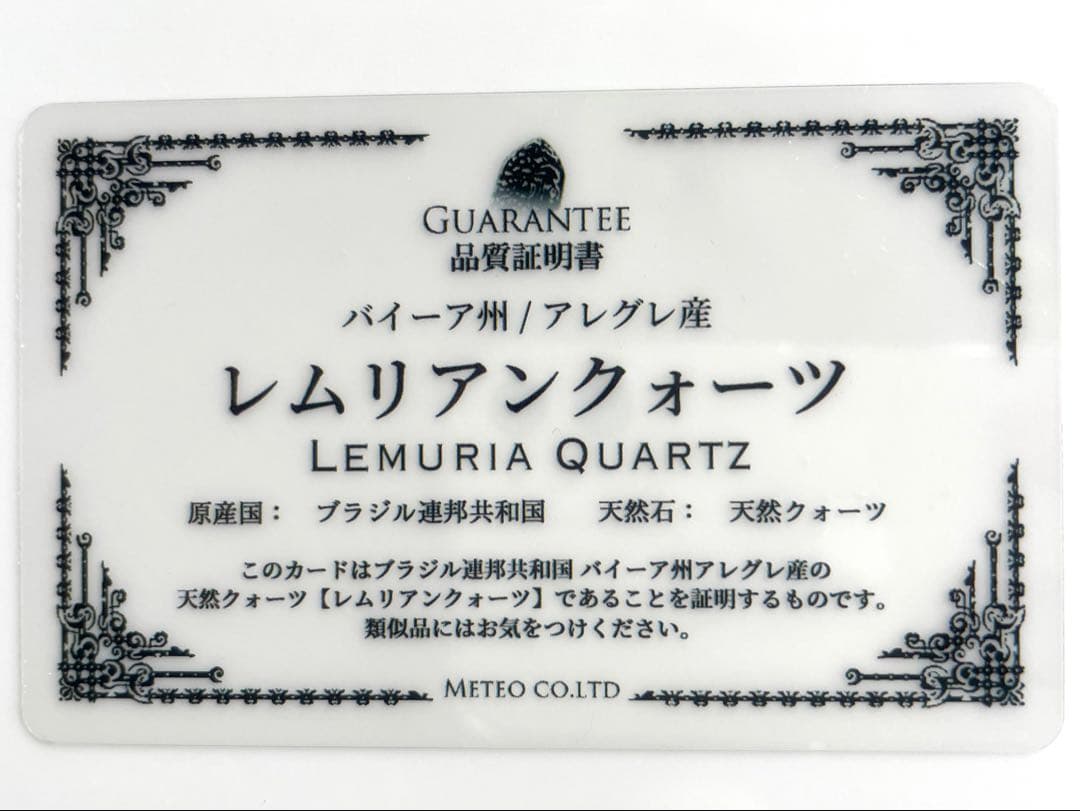 GUARANTEE
品質証明書
バイーア州 / アレグレ産
レムリアンクォーツ
LEMURIA QUARTZ
原産国： ブラジル連邦共和国 天然石： 天然クォーツ
このカードはブラジル連邦共和国 バイーア州アレグレ産の
天然クォーツ【レムリアンクォーツ】であることを証明するものです。
類似品にはお気をつけください。
METEO CO.LTD